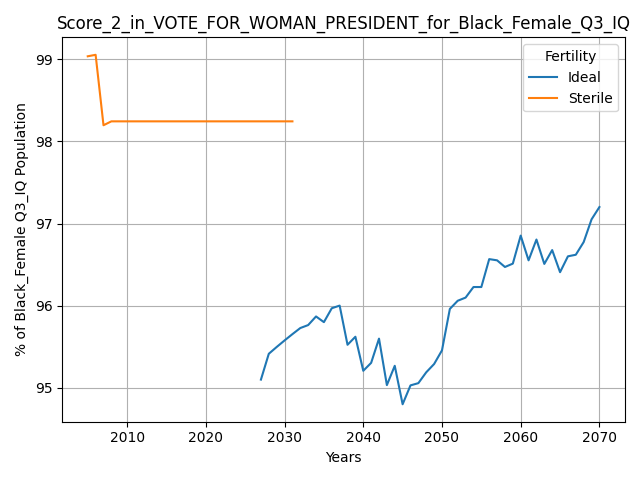 Score_2_in_VOTE_FOR_WOMAN_PRESIDENT_for_Black_Female_Q3_IQ
Fertility
Ideal
Sterile
% of Black_Female Q3_IQ Population
99
98
97
96
95
2010 2020 2030 2040 2050 2060 2070
Years